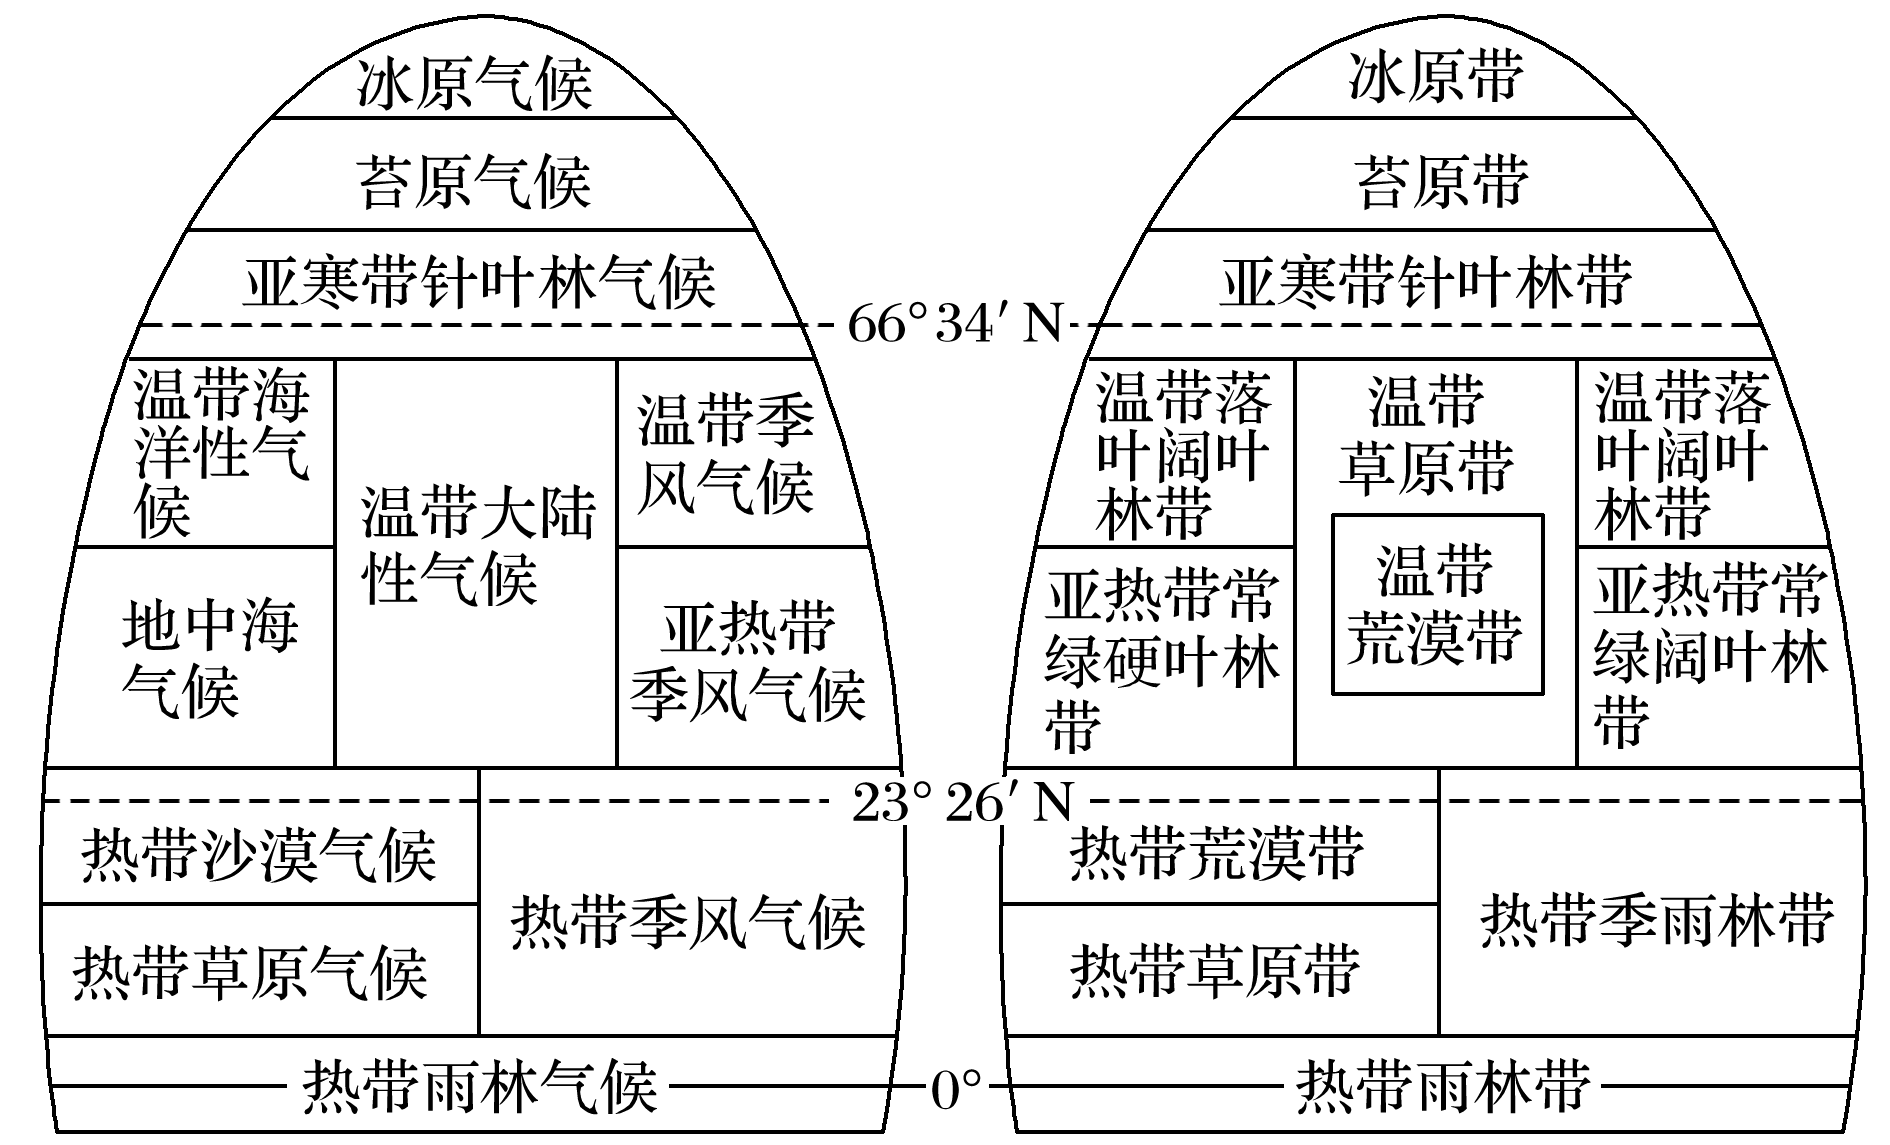 冰原气候
苔原气候
亚寒带针叶林气候
温带海
洋性气
候
温带大陆
性气候
温带季
风气候
地中海
气候
亚热带
季风气候
热带沙漠气候
热带草原气候
热带季风气候
热带雨林气候
66°34′N
23°26′N
0°
冰原带
苔原带
亚寒带针叶林带
温带落
叶阔叶
林带
温带
草原带
温带
荒漠带
温带落
叶阔叶
林带
亚热带常
绿硬叶林
带
亚热带常
绿阔叶林
带
热带荒漠带
热带草原带
热带季雨林带
热带雨林带